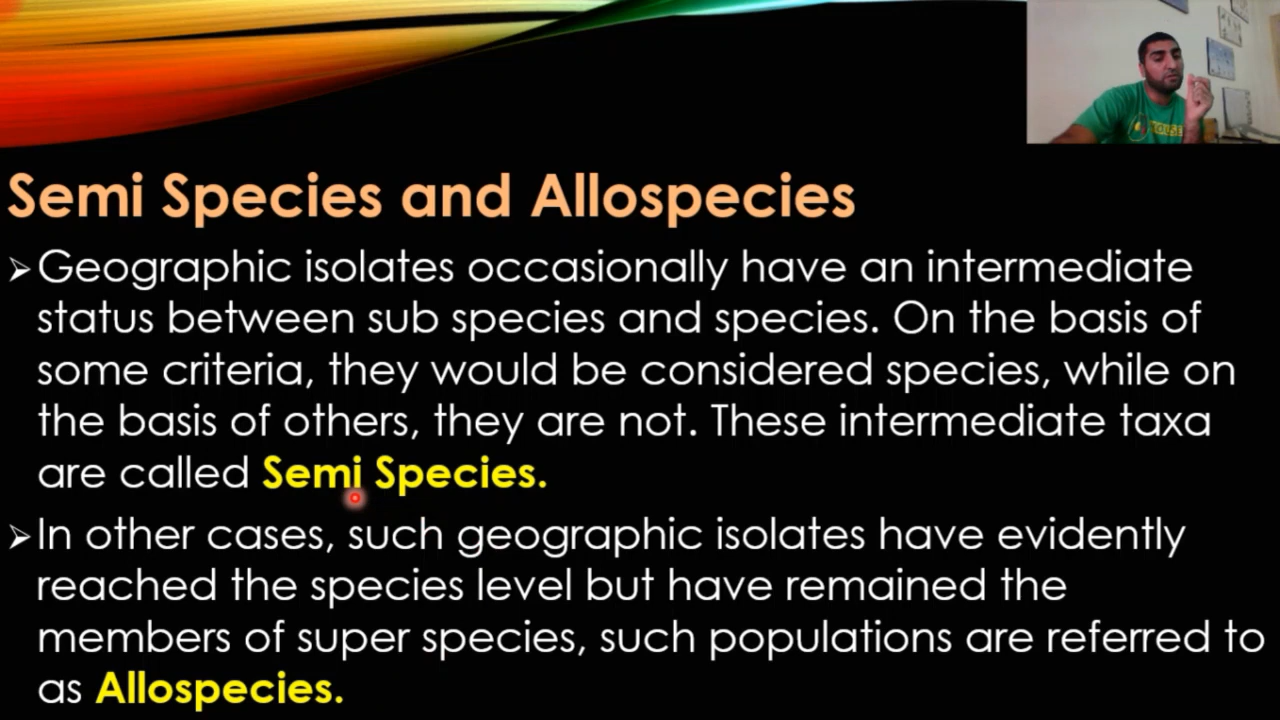 Semi Species and Allospecies
Geographic isolates occasionally have an intermediate
status between sub species and species. On the basis of
some criteria, they would be considered species, while on
the basis of others, they are not. These intermediate taxa
are called Semi Species.
In other cases, such geographic isolates have evidently
reached the species level but have remained the
members of super species, such populations are referred to
as Allospecies.